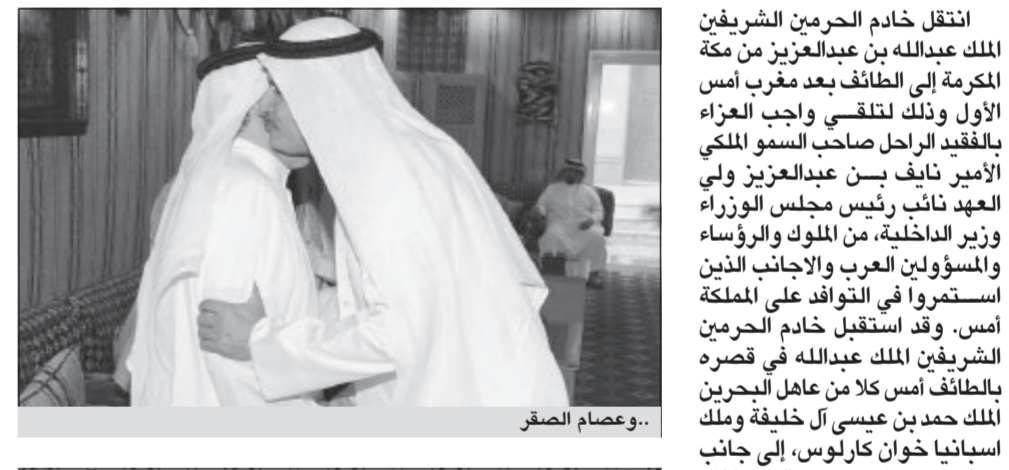 انتقل خادم الحرمين الشريفين
الملك عبدالله بن عبدالعزيز من مكة
المكرمة إلى الطائف بعد مغرب أمس
الأول وذلك لتلقـــي واجب العزاء
بالفقيد الراحل صاحب السمو الملكي
الأمير نايف بـــن عبدالعزيز ولي
العهد نائب رئيس مجلس الوزراء
وزير الداخلية، من الملوك والرؤساء
والمسؤولين العرب والاجانب الذين
اســـتمروا في التوافد على المملكة
أمس. وقد استقبل خادم الحرمين
الشريفين الملك عبدالله في قصره
بالطائف أمس كلا من عاهل البحرين
الملك حمد بن عيسى آل خليفة وملك
اسبانيا خوان كارلوس، إلى جانب
..وعصام الصقر